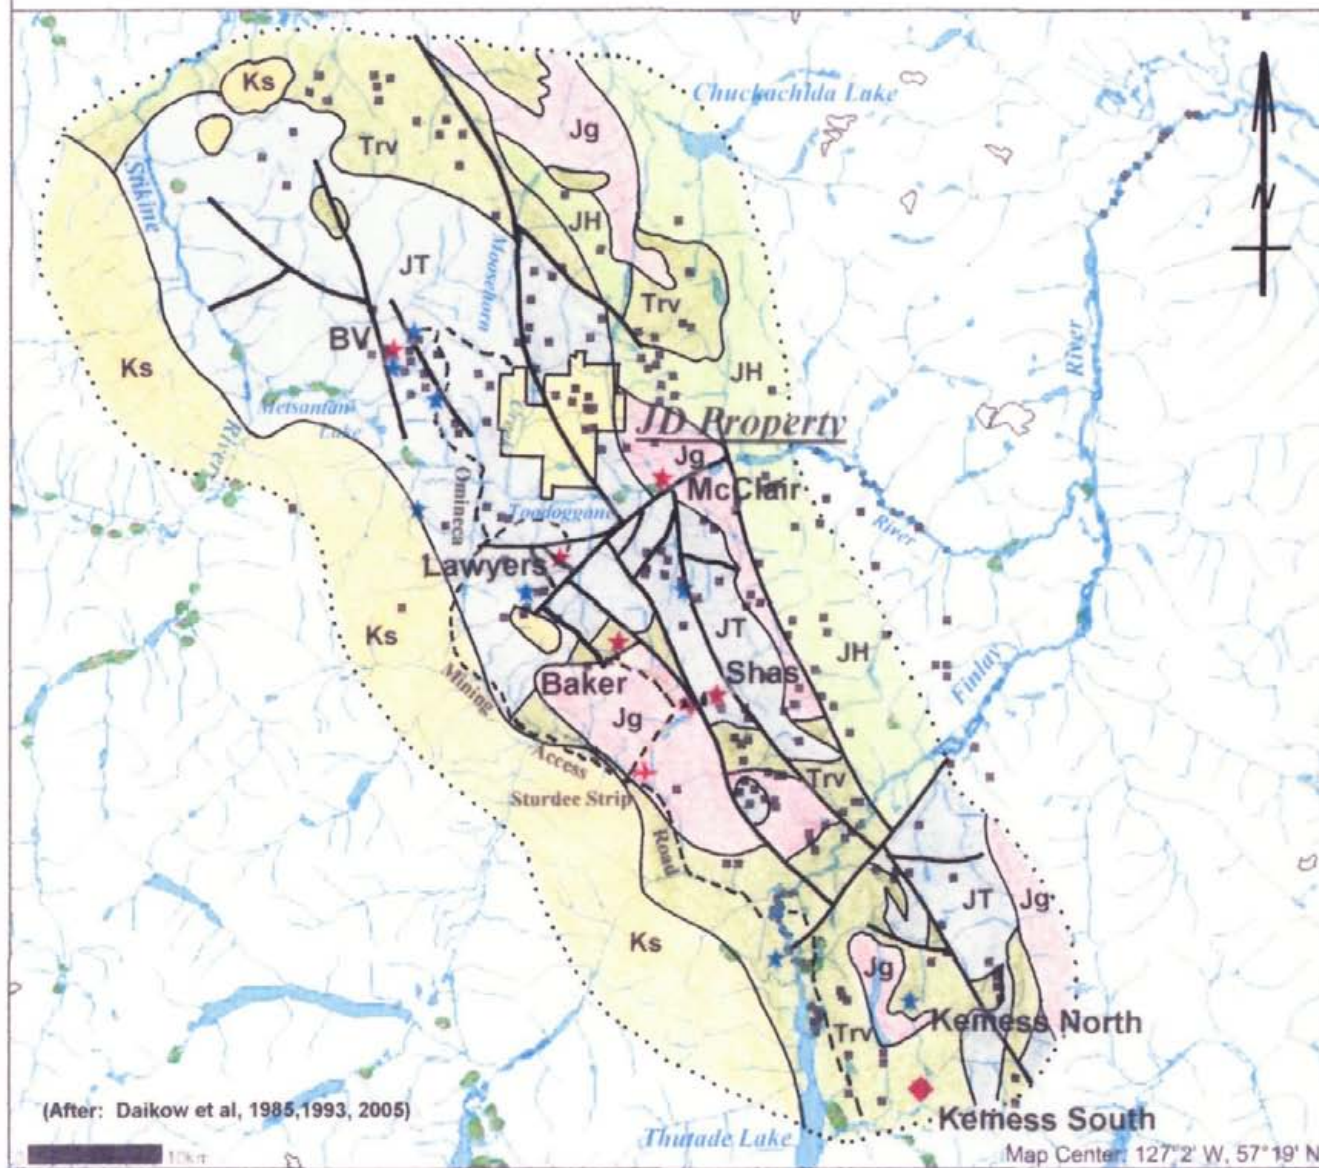 Ks
Chuckachida Lake
Jg
Trv
Stikine
JH
N
JT
Moosehorn
Trv
River
BV
Ks
JH
Metsantan
Lake
River
JD Property
Jg
McClair
Omineca
Toodoggone
River
Lawyers
Ks
JT
JH
Baker
Shas
Finlay
Mining
Jg
Access
Trv
Sturdee Strip
Road
JT
Jg
Ks
Jg
Kemess North
Trv
(After: Daikow et al, 1985,1993, 2005)
Kemess South
Thutade Lake
10km
Map Center: 127°2' W, 57°19' N